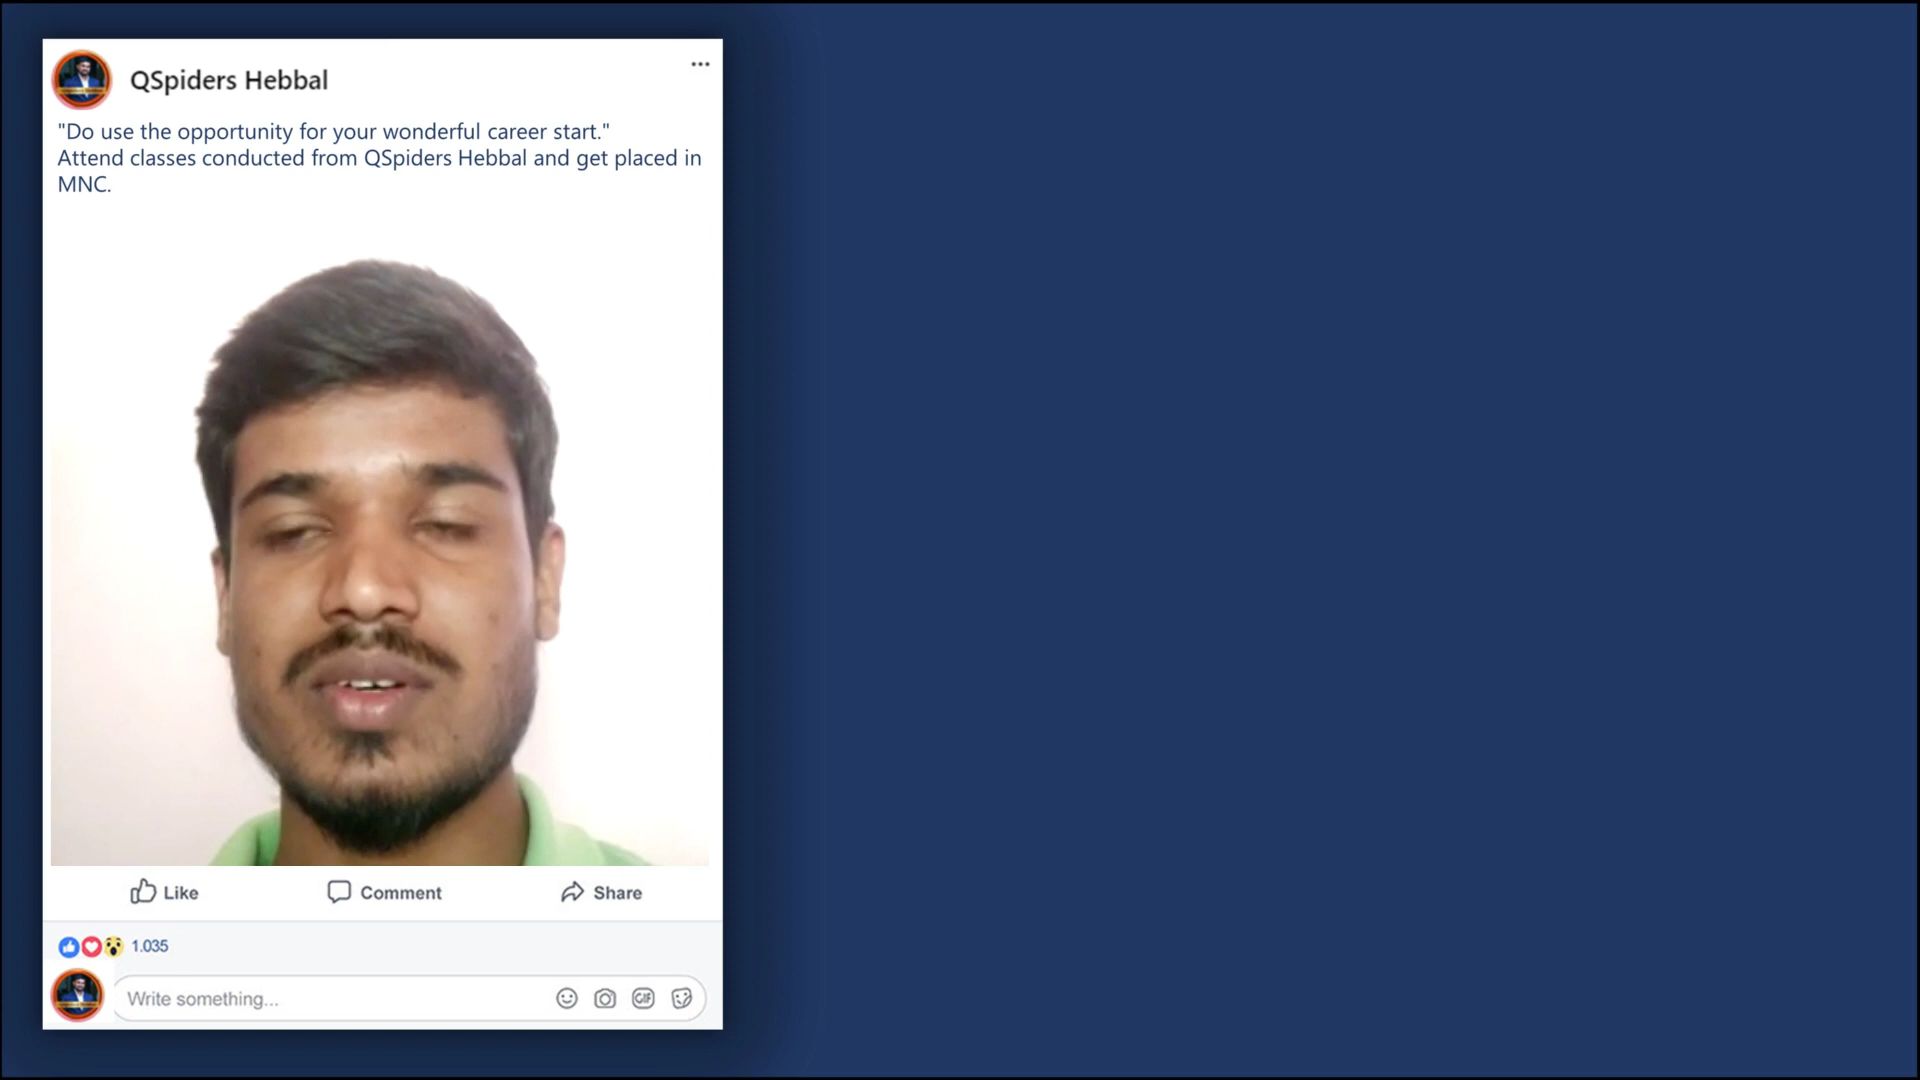 QSpiders Hebbal
"Do use the opportunity for your wonderful career start."
Attend classes conducted from QSpiders Hebbal and get placed in
MNC.
Like Comment Share
1.035
Write something...
GIF